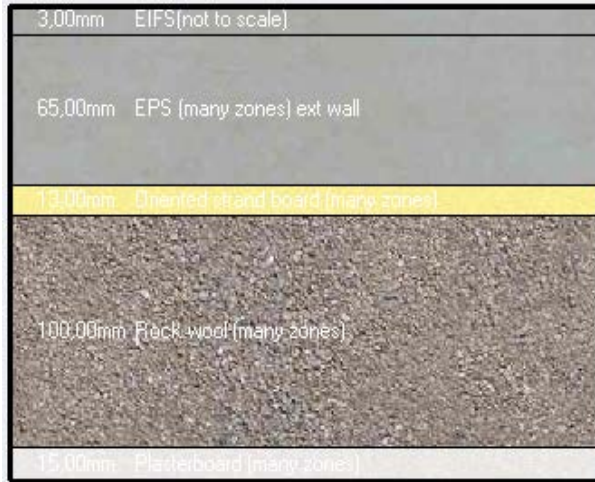 3,00mm EIFS(not to scale)
65,00mm EPS (many zones) ext wall
13,00mm Oriented strand board (many zones)
100,00mm Rock wool (many zones)
15,00mm Plasterboard (many zones)